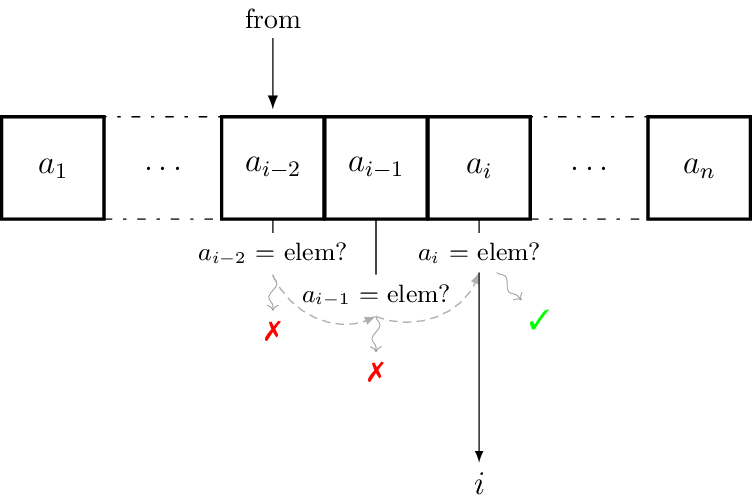 from
a₁ ⋯ aᵢ₋₂ aᵢ₋₁ aᵢ ⋯ aₙ
aᵢ₋₂ = elem? aᵢ = elem?
aᵢ₋₁ = elem?
✓
✗
✗
i